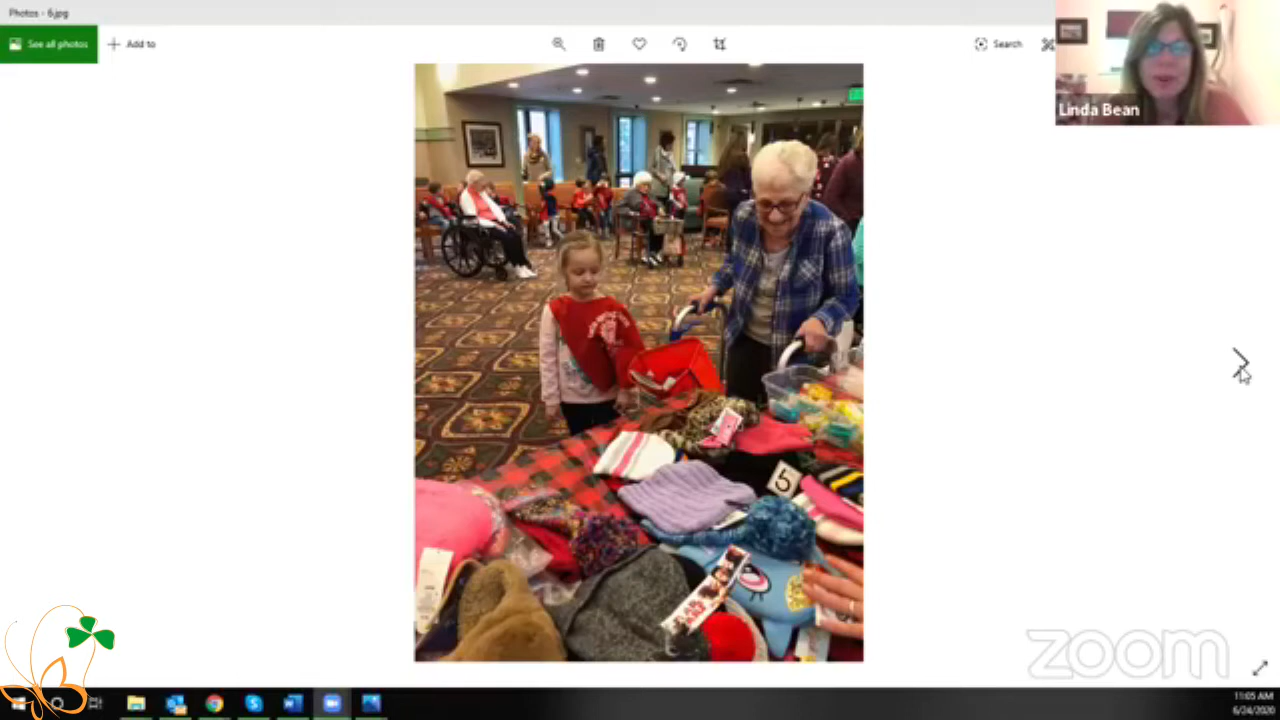 Photos - 6.jpg
See all photos
Add to
Search
Linda Bean
5
zoom
11:05 AM
6/24/2020